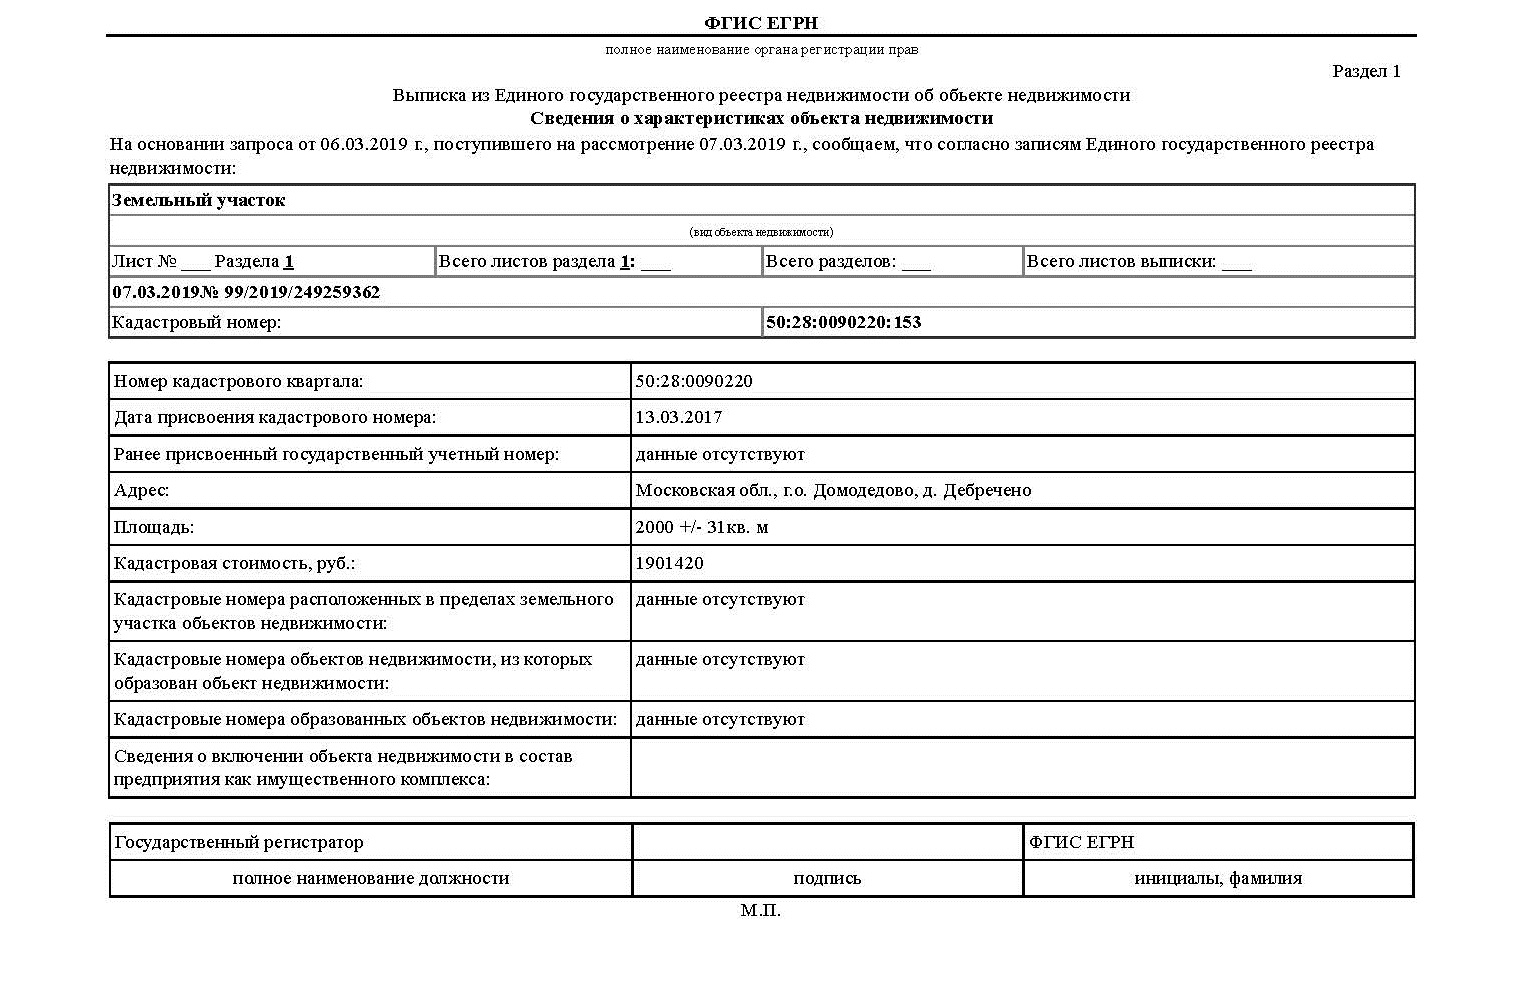 ФГИС ЕГРН
полное наименование органа регистрации прав
Раздел 1
Выписка из Единого государственного реестра недвижимости об объекте недвижимости
Сведения о характеристиках объекта недвижимости
На основании запроса от 06.03.2019 г., поступившего на рассмотрение 07.03.2019 г., сообщаем, что согласно записям Единого государственного реестра
недвижимости:
Земельный участок
(вид объекта недвижимости)
Лист № ___ Раздела 1 Всего листов раздела 1: ___ Всего разделов: ___ Всего листов выписки: ___
07.03.2019№ 99/2019/249259362
Кадастровый номер: 50:28:0090220:153
Номер кадастрового квартала: 50:28:0090220
Дата присвоения кадастрового номера: 13.03.2017
Ранее присвоенный государственный учетный номер: данные отсутствуют
Адрес: Московская обл., г.о. Домодедово, д. Дебречено
Площадь: 2000 +/- 31кв. м
Кадастровая стоимость, руб.: 1901420
Кадастровые номера расположенных в пределах земельного данные отсутствуют
участка объектов недвижимости:
Кадастровые номера объектов недвижимости, из которых данные отсутствуют
образован объект недвижимости:
Кадастровые номера образованных объектов недвижимости: данные отсутствуют
Сведения о включении объекта недвижимости в состав
предприятия как имущественного комплекса:
Государственный регистратор ФГИС ЕГРН
полное наименование должности подпись инициалы, фамилия
М.П.